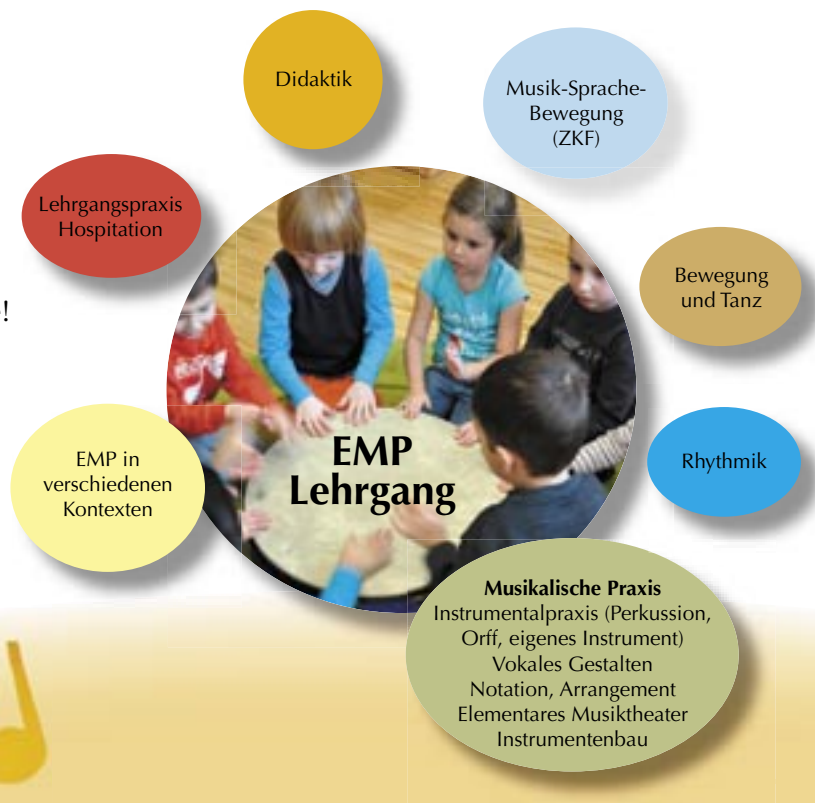 Didaktik
Musik-Sprache-
Bewegung
(ZKF)
Lehrgangspraxis
Hospitation
Bewegung
und Tanz
!
EMP in
verschiedenen
Kontexten
EMP
Lehrgang
Rhythmik
Musikalische Praxis
Instrumentalpraxis (Perkussion,
Orff, eigenes Instrument)
Vokales Gestalten
Notation, Arrangement
Elementares Musiktheater
Instrumentenbau